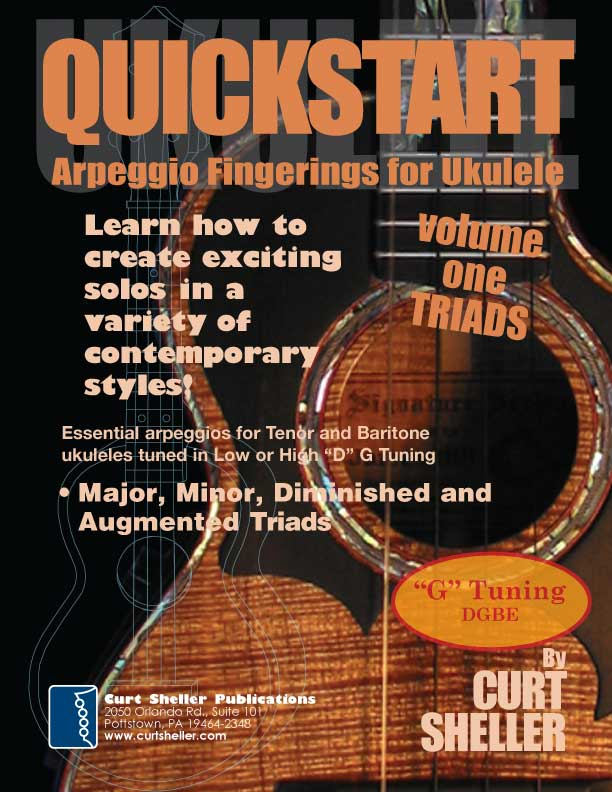 UKULELE
QUICKSTART
Arpeggio Fingerings for Ukulele
Learn how to
create exciting
solos in a
variety of
contemporary
styles!
volume
one
TRIADS
Signature
Essential arpeggios for Tenor and Baritone
ukuleles tuned in Low or High “D” G Tuning
• Major, Minor, Diminished and
Augmented Triads
“G” Tuning
DGBE
By
CURT
SHELLER
Curt Sheller Publications
2050 Orlando Rd., Suite 101
Pottstown, PA 19464-2348
www.curtsheller.com